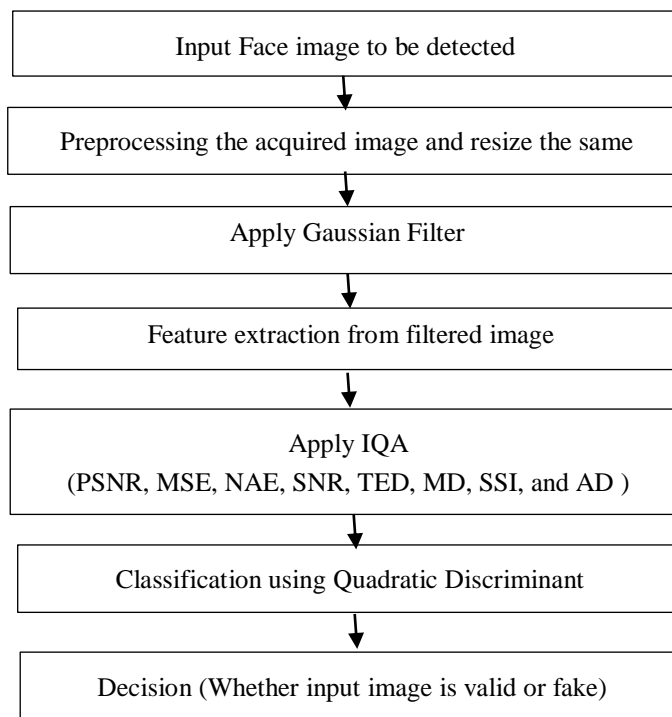 Input Face image to be detected
Preprocessing the acquired image and resize the same
Apply Gaussian Filter
Feature extraction from filtered image
Apply IQA
(PSNR, MSE, NAE, SNR, TED, MD, SSI, and AD )
Classification using Quadratic Discriminant
Decision (Whether input image is valid or fake)